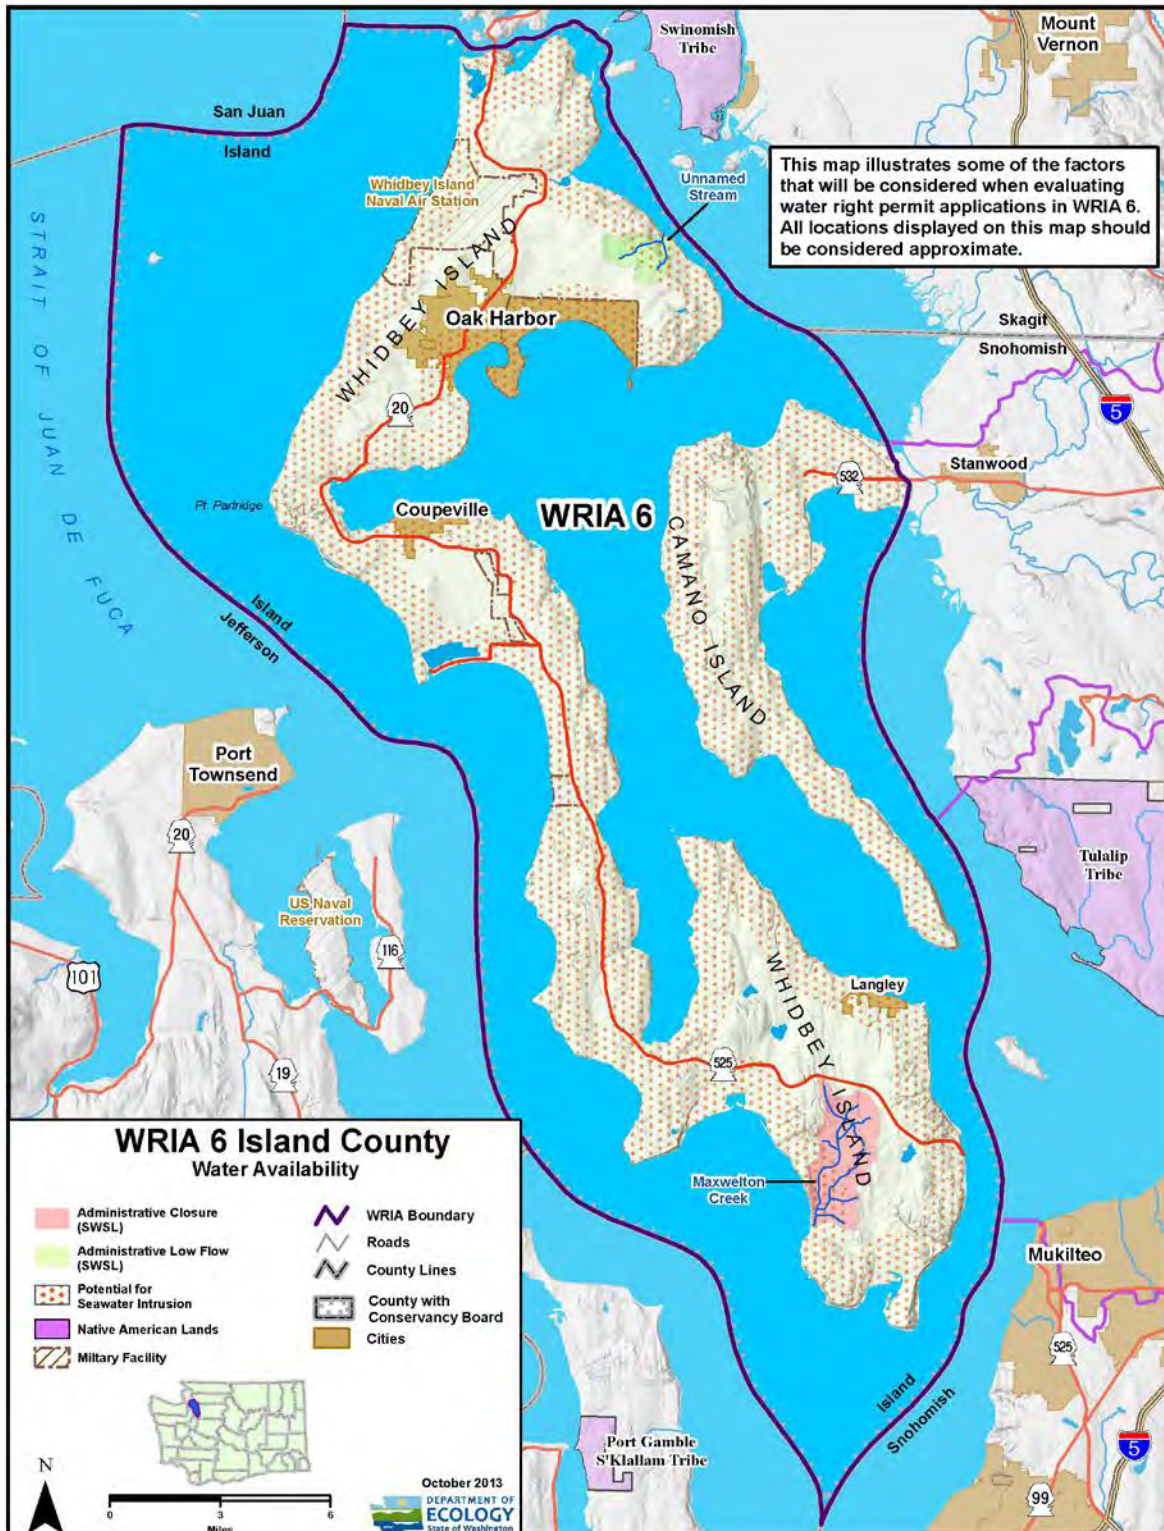 Swinomish
Tribe
Mount
Vernon
San Juan
Island
This map illustrates some of the factors
that will be considered when evaluating
water right permit applications in WRIA 6.
All locations displayed on this map should
be considered approximate.
Whidbey Island
Naval Air Station
Unnamed
Stream
STRAIT OF JUAN DE FUCA
WHIDBEY ISLAND
Oak Harbor
Skagit
Snohomish
20
5
Stanwood
532
Pt. Partridge
Coupeville
WRIA 6
CAMANO ISLAND
Island
Jefferson
Port
Townsend
20
US Naval
Reservation
116
101
19
Tulalip
Tribe
Langley
WHIDBEY ISLAND
525
Maxwelton
Creek
Mukilteo
525
Island
Snohomish
Port Gamble
S'Klallam Tribe
5
99
WRIA 6 Island County
Water Availability
Administrative Closure
(SWSL)
Administrative Low Flow
(SWSL)
Potential for
Seawater Intrusion
Native American Lands
Miltary Facility
WRIA Boundary
Roads
County Lines
County with
Conservancy Board
Cities
N
0 3 6
Miles
October 2013
DEPARTMENT OF
ECOLOGY
State of Washington